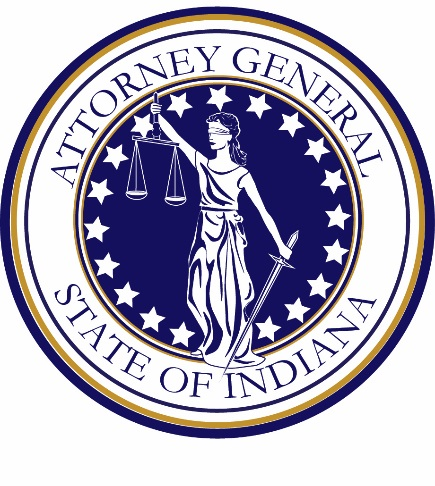 ATTORNEY GENERAL
STATE OF INDIANA